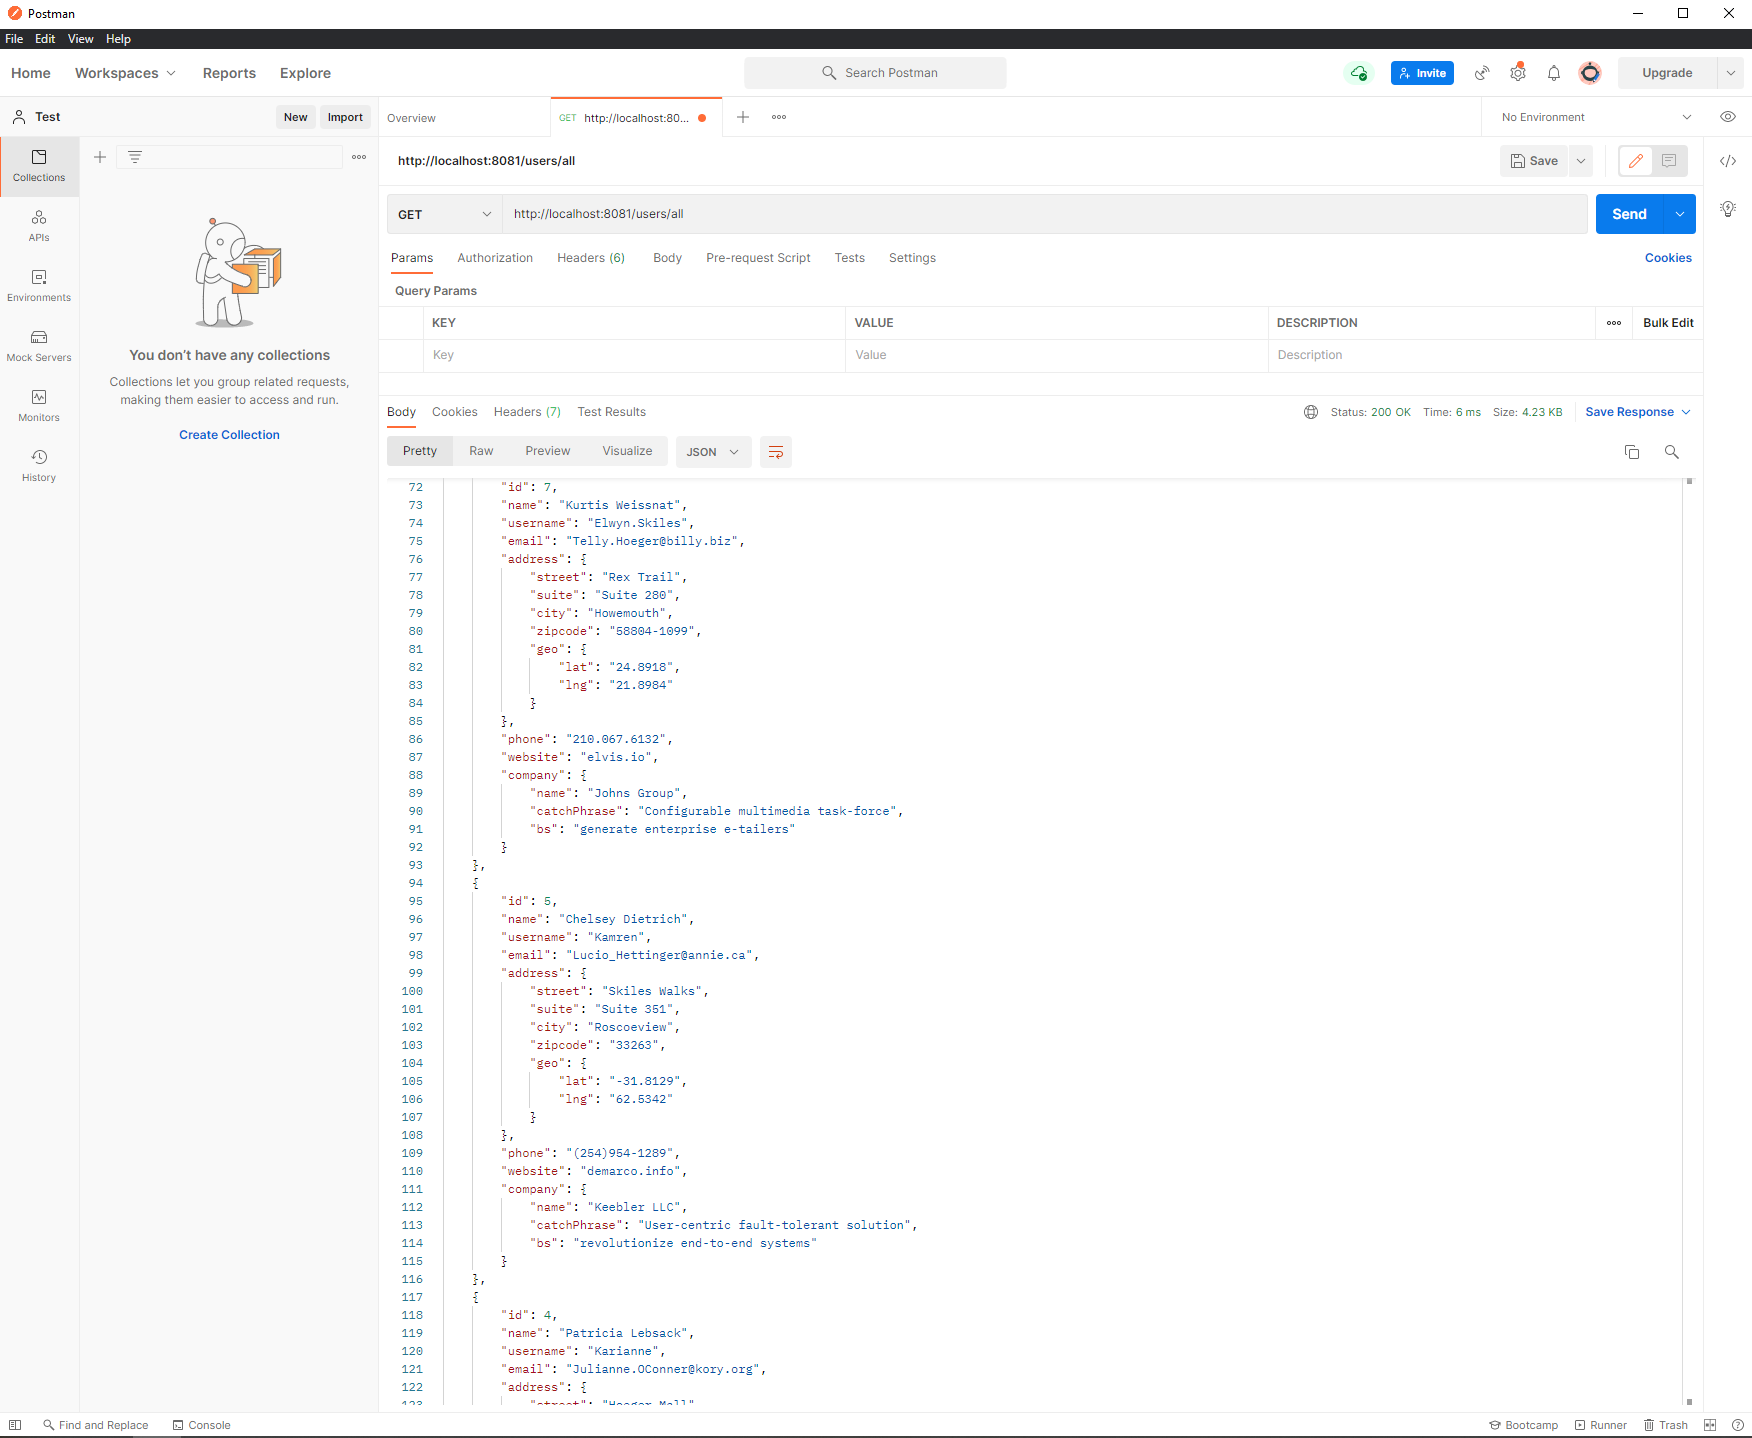 Postman
File Edit View Help
Home Workspaces Reports Explore Search Postman Invite Upgrade
Test New Import Overview GET http://localhost:80... No Environment
http://localhost:8081/users/all Save
GET http://localhost:8081/users/all Send
Params Authorization Headers (6) Body Pre-request Script Tests Settings Cookies
Query Params
KEY VALUE DESCRIPTION Bulk Edit
Key Value Description
Body Cookies Headers (7) Test Results Status: 200 OK Time: 6 ms Size: 4.23 KB Save Response
Pretty Raw Preview Visualize JSON
Collections
APIs
Environments
Mock Servers
Monitors
History
You don't have any collections
Collections let you group related requests,
making them easier to access and run.
Create Collection
72 "id": 7,
73 "name": "Kurtis Weissnat",
74 "username": "Elwyn.Skiles",
75 "email": "Telly.Hoeger@billy.biz",
76 "address": {
77 "street": "Rex Trail",
78 "suite": "Suite 280",
79 "city": "Howemouth",
80 "zipcode": "58804-1099",
81 "geo": {
82 "lat": "24.8918",
83 "lng": "21.8984"
84 }
85 },
86 "phone": "210.067.6132",
87 "website": "elvis.io",
88 "company": {
89 "name": "Johns Group",
90 "catchPhrase": "Configurable multimedia task-force",
91 "bs": "generate enterprise e-tailers"
92 }
93 },
94 {
95 "id": 5,
96 "name": "Chelsey Dietrich",
97 "username": "Kamren",
98 "email": "Lucio_Hettinger@annie.ca",
99 "address": {
100 "street": "Skiles Walks",
101 "suite": "Suite 351",
102 "city": "Roscoeview",
103 "zipcode": "33263",
104 "geo": {
105 "lat": "-31.8129",
106 "lng": "62.5342"
107 }
108 },
109 "phone": "(254)954-1289",
110 "website": "demarco.info",
111 "company": {
112 "name": "Keebler LLC",
113 "catchPhrase": "User-centric fault-tolerant solution",
114 "bs": "revolutionize end-to-end systems"
115 }
116 },
117 {
118 "id": 4,
119 "name": "Patricia Lebsack",
120 "username": "Karianne",
121 "email": "Julianne.OConner@kory.org",
122 "address": {
123 "street": "Hoeger Mall"
Find and Replace Console Bootcamp Runner Trash